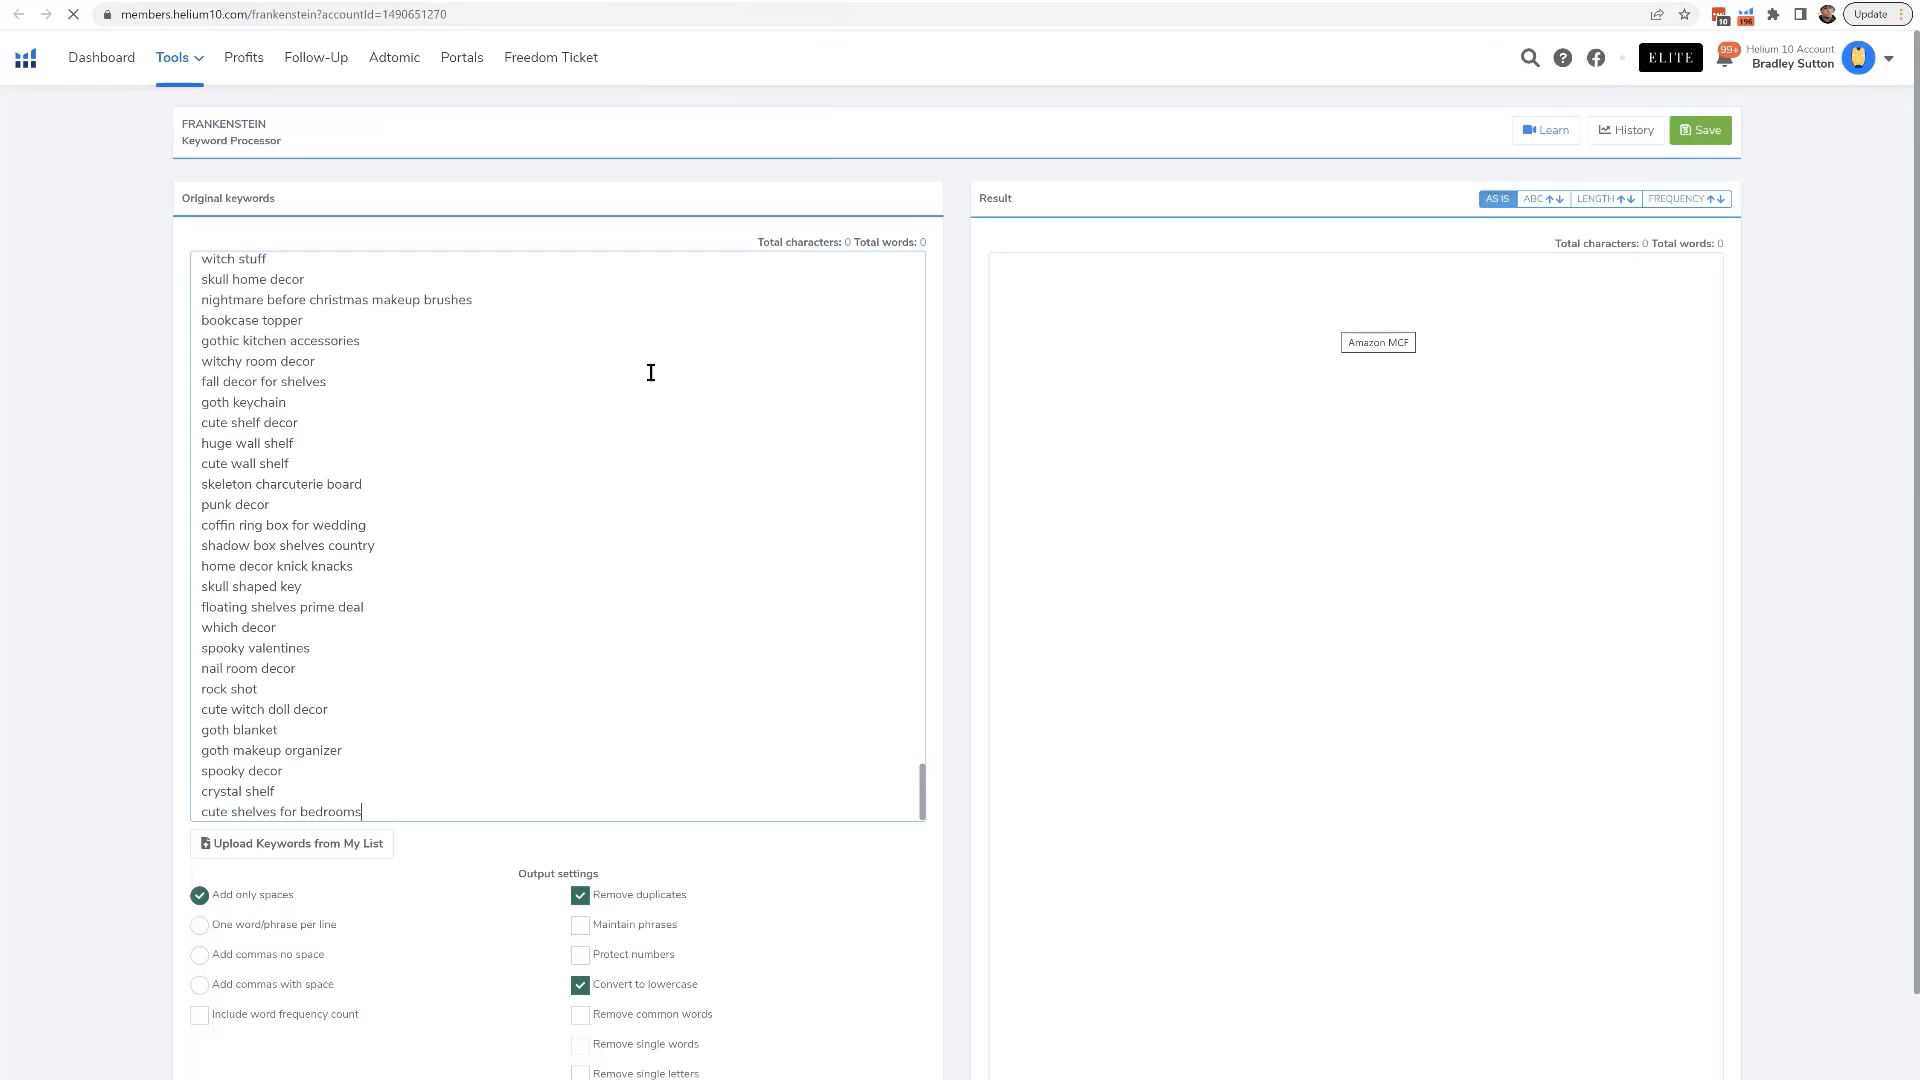 members.helium10.com/frankenstein?accountId=1490651270
10
196
Update
Dashboard
Tools
Profits
Follow-Up
Adtomic
Portals
Freedom Ticket
ELITE
99+
Helium 10 Account
Bradley Sutton
FRANKENSTEIN
Keyword Processor
Learn
History
Save
Original keywords
Result
AS IS
ABC
LENGTH
FREQUENCY
Total characters: 0 Total words: 0
Total characters: 0 Total words: 0
witch stuff
skull home decor
nightmare before christmas makeup brushes
bookcase topper
gothic kitchen accessories
witchy room decor
fall decor for shelves
goth keychain
cute shelf decor
huge wall shelf
cute wall shelf
skeleton charcuterie board
punk decor
coffin ring box for wedding
shadow box shelves country
home decor knick knacks
skull shaped key
floating shelves prime deal
which decor
spooky valentines
nail room decor
rock shot
cute witch doll decor
goth blanket
goth makeup organizer
spooky decor
crystal shelf
cute shelves for bedrooms
Amazon MCF
Upload Keywords from My List
Output settings
Add only spaces
One word/phrase per line
Add commas no space
Add commas with space
Include word frequency count
Remove duplicates
Maintain phrases
Protect numbers
Convert to lowercase
Remove common words
Remove single words
Remove single letters